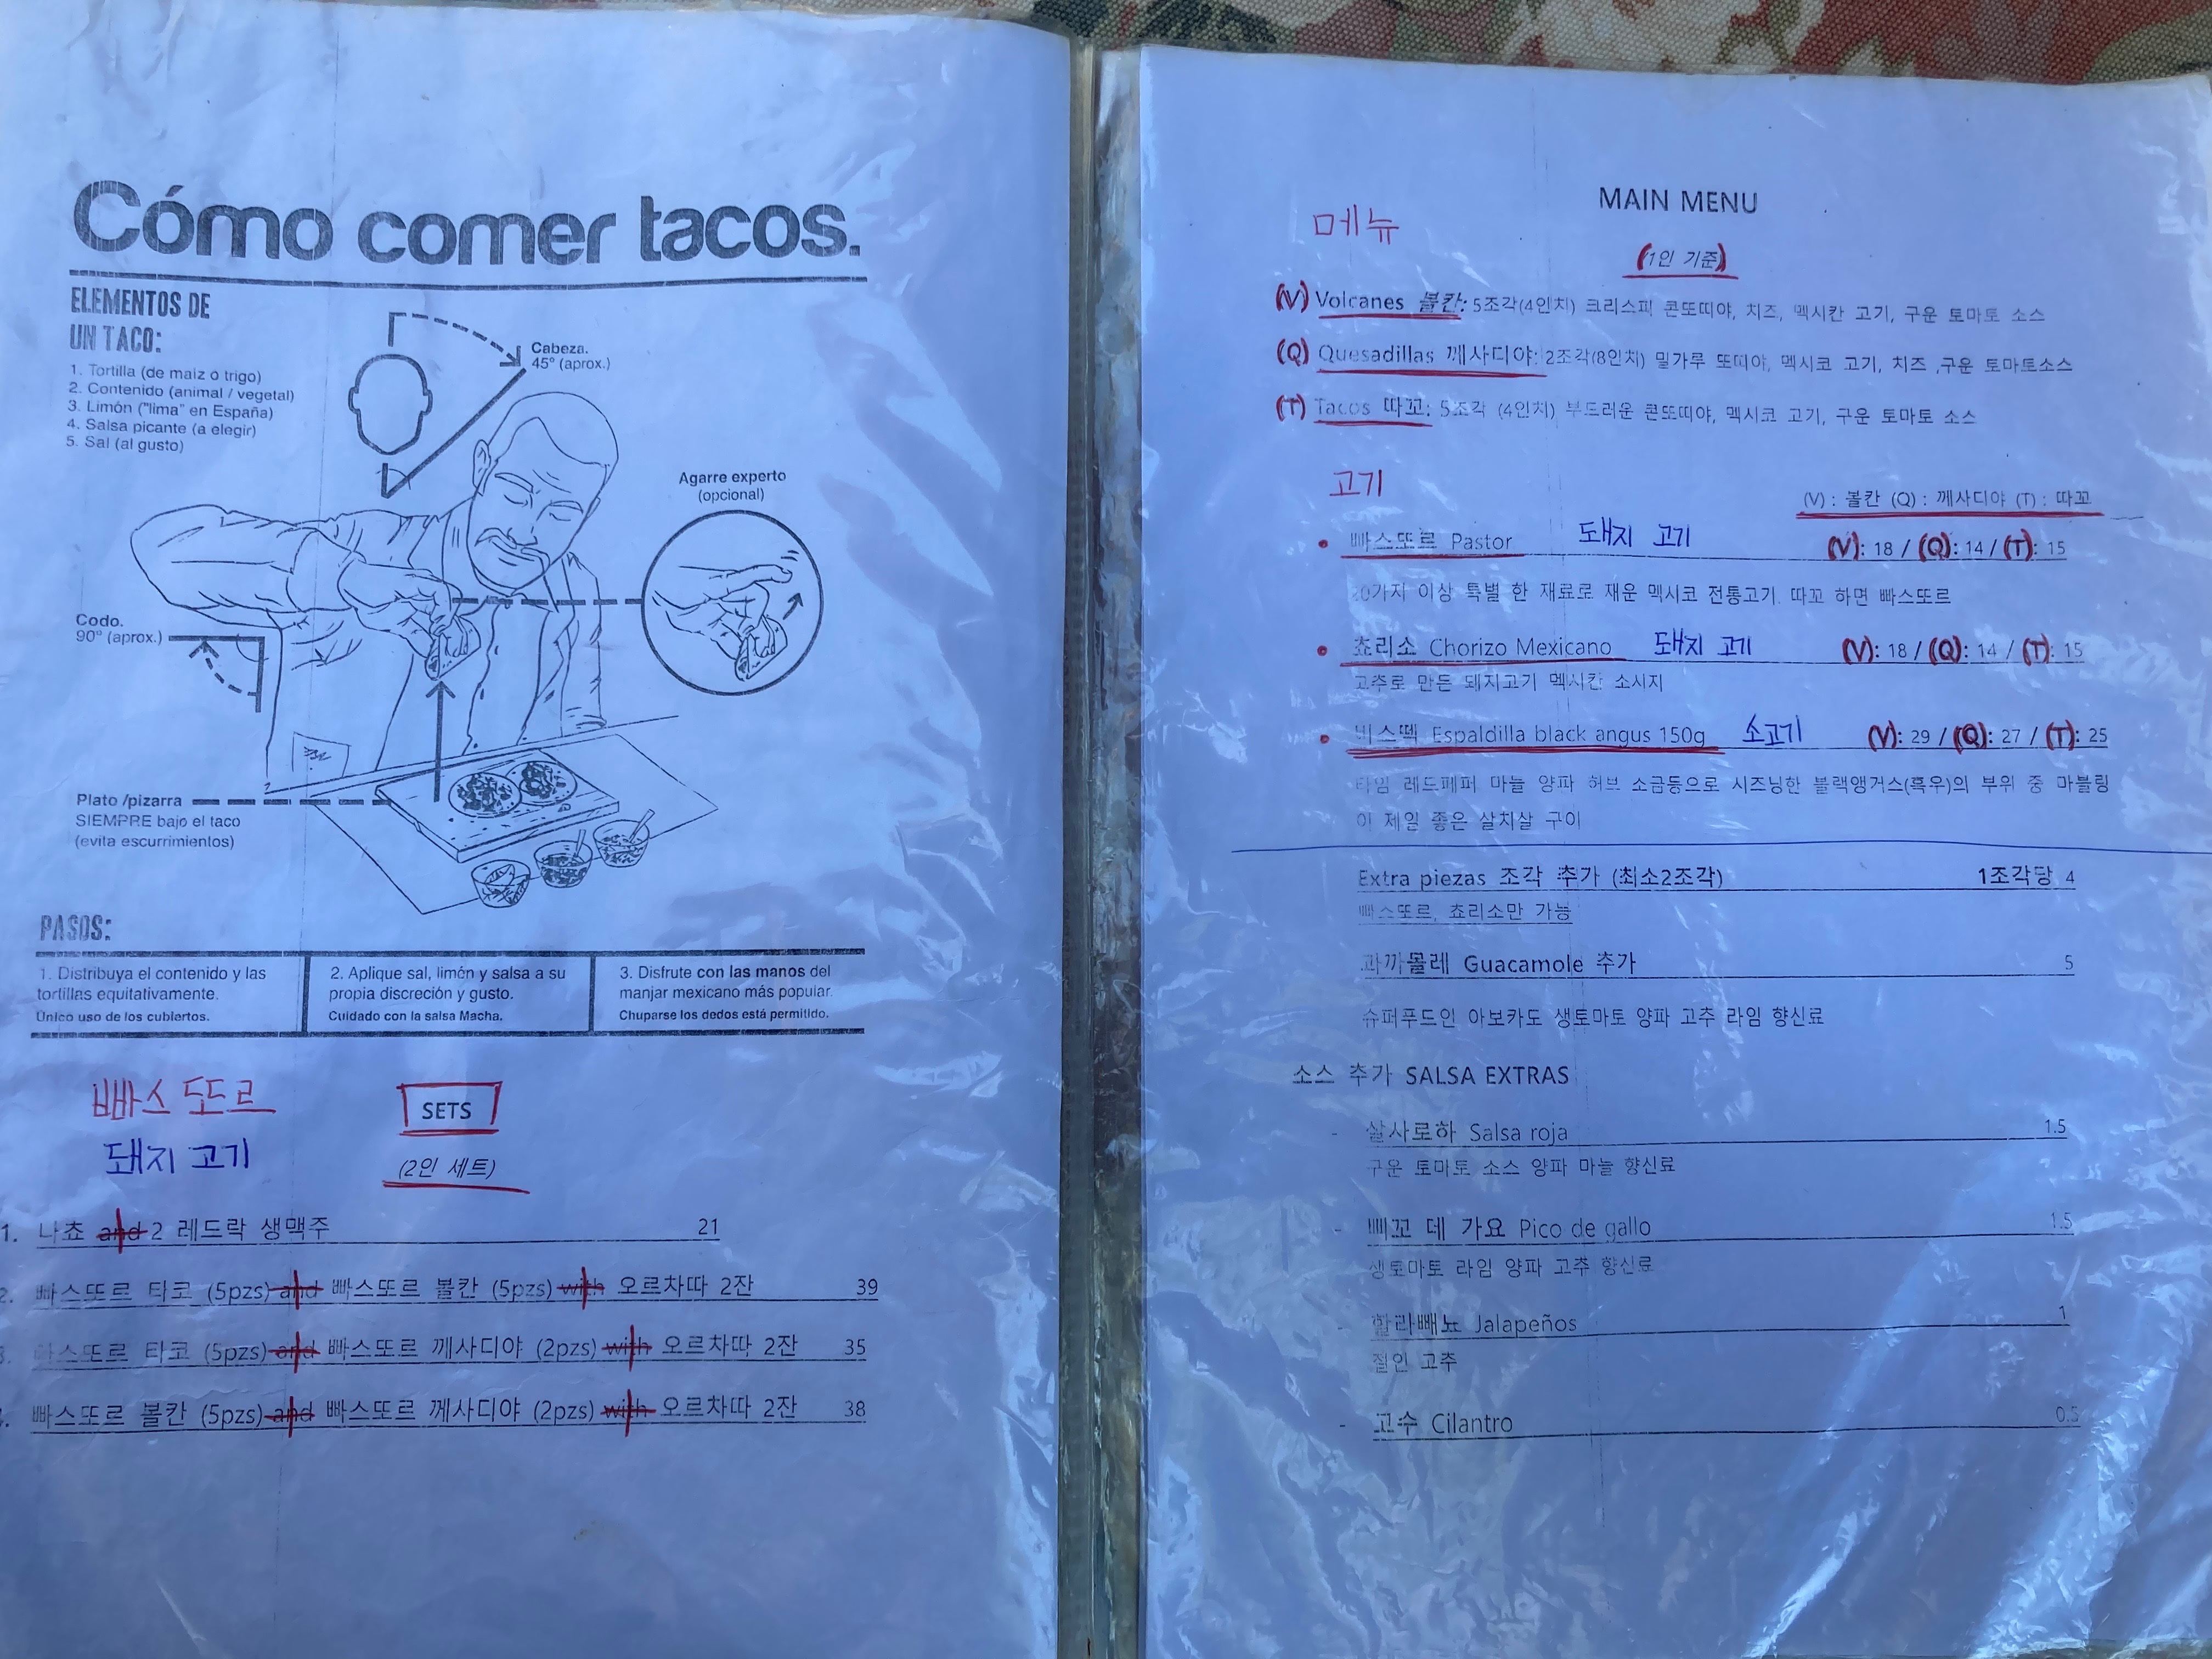 Cómo comer tacos.
ELEMENTOS DE
UN TACO:
1. Tortilla (de maiz o trigo)
2. Contenido (animal / vegetal)
3. Limón ("lima" en España)
4. Salsa picante (a elegir)
5. Sal (al gusto)
Cabeza.
45º (aprox.)
Agarre experto
(opcional)
Codo.
90º (aprox.)
Plato /pizarra
SIEMPRE bajo el taco
(evita escurrimientos)
PASOS:
1. Distribuya el contenido y las
tortillas equitativamente.
Unico uso de los cubiertos.
2. Aplique sal, limón y salsa a su
propia discreción y gusto.
Cuidado con la salsa Macha.
3. Disfrute con las manos del
manjar mexicano más popular.
Chuparse los dedos está permitido.
빠스또르
돼지 고기
SETS
(2인 세트)
1. 나쵸 and 2 레드락 생맥주 21
2. 빠스또르 타코 (5pzs) and 빠스또르 볼칸 (5pzs) with 오르차따 2잔 39
3. 빠스또르 타코 (5pzs) and 빠스또르 께사디야 (2pzs) with 오르차따 2잔 35
빠스또르 볼칸 (5pzs) and 빠스또르 께사디야 (2pzs) with 오르차따 2잔 38
MAIN MENU
메뉴
(1인 기준)
(V) Volcanes 볼칸: 5조각(4인치) 크리스피 콘또띠야, 치즈, 멕시칸 고기, 구운 토마토 소스
(Q) Quesadillas 께사디야: 2조각(8인치) 밀가루 또띠야, 멕시코 고기, 치즈 ,구운 토마토소스
(T) Tacos 따꼬: 5조각 (4인치) 부드러운 콘또띠야, 멕시코 고기, 구운 토마토 소스
고기
(V) : 볼칸 (Q) : 께사디야 (T) : 따꼬
• 빠스또르 Pastor 돼지 고기 (V): 18 / (Q): 14 / (T): 15
20가지 이상 특별 한 재료로 재운 멕시코 전통고기. 따꼬 하면 빠스또르
• 쵸리소 Chorizo Mexicano 돼지 고기 (V): 18 / (Q): 14 / (T): 15
고추로 만든 돼지고기 멕시칸 소시지
• 비스떽 Espaldilla black angus 150g 소고기 (V): 29 / (Q): 27 / (T): 25
타임 레드페퍼 마늘 양파 허브 소금등으로 시즈닝한 블랙앵거스(흑우)의 부위 중 마블링
이 제일 좋은 살치살 구이
Extra piezas 조각 추가 (최소2조각) 1조각당 4
빠스또르, 쵸리소만 가능
과까몰레 Guacamole 추가 5
슈퍼푸드인 아보카도 생토마토 양파 고추 라임 향신료
소스 추가 SALSA EXTRAS
- 살사로하 Salsa roja 1.5
구운 토마토 소스 양파 마늘 향신료
- 삐꼬 데 가요 Pico de gallo 1.5
생토마토 라임 양파 고추 향신료
- 할라빼뇨 Jalapeños 1
절인 고추
- 고수 Cilantro 0.5